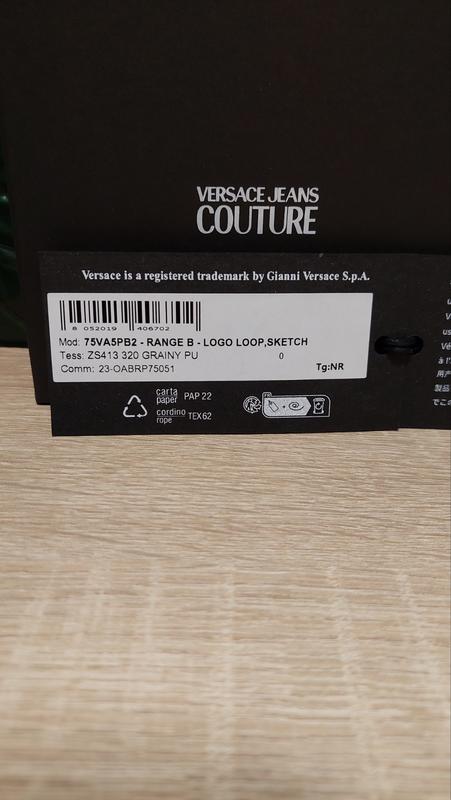 VERSACE JEANS
COUTURE
Versace is a registered trademark by Gianni Versace S.p.A.
8 052019 406702
Mod: 75VA5PB2 - RANGE B - LOGO LOOP,SKETCH
Tess: ZS413 320 GRAINY PU 0
Comm: 23-OABRP75051 Tg:NR
carta
paper PAP 22
cordino
rope TEX62